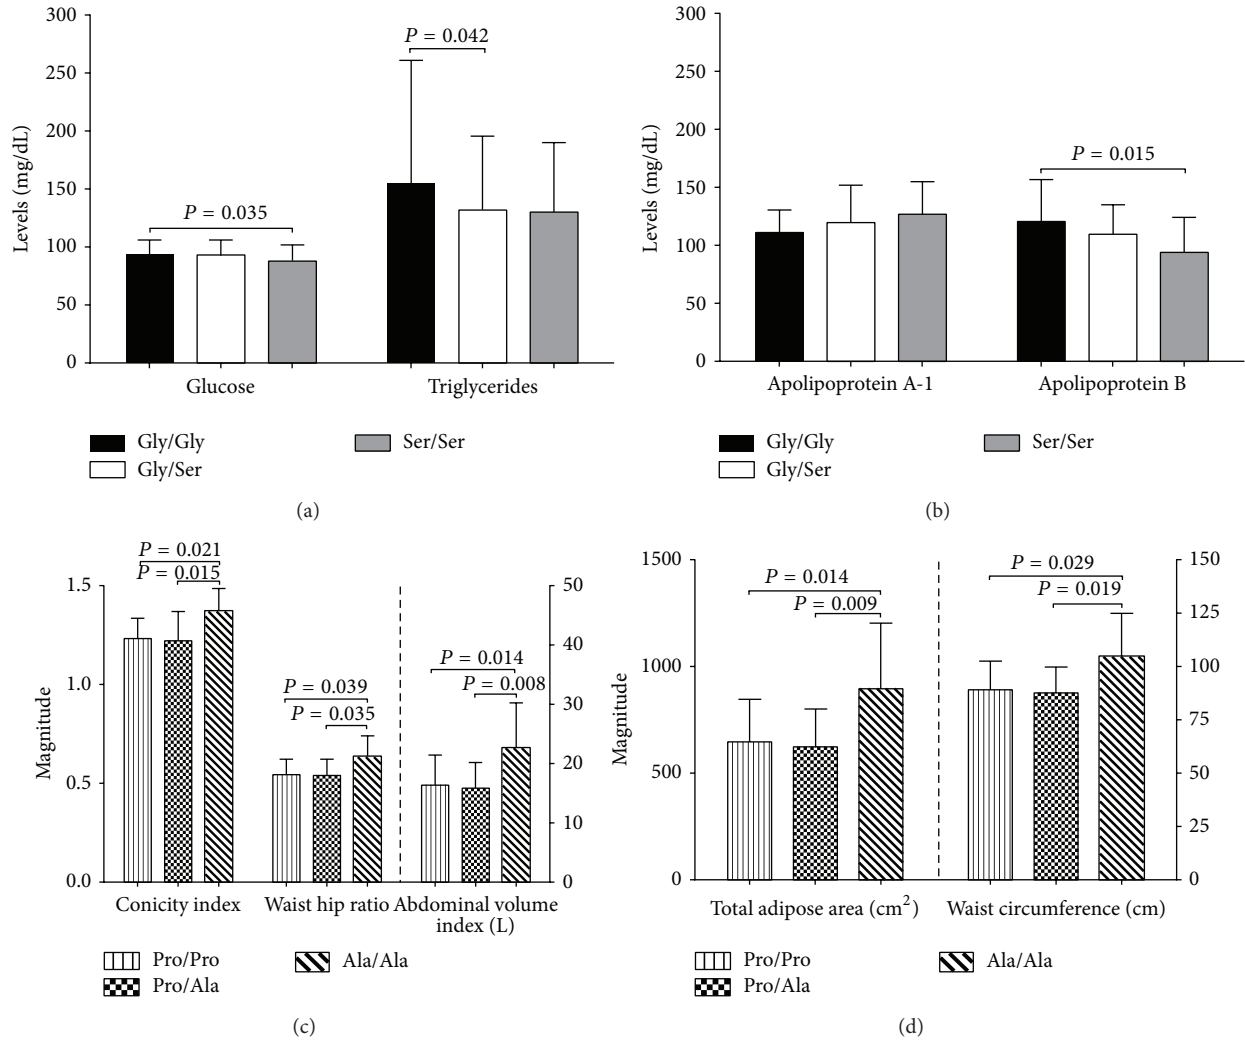 300
250
200
150
100
50
0
Levels (mg/dL)
P = 0.035
P = 0.042
Glucose
Triglycerides
Gly/Gly
Gly/Ser
Ser/Ser
(a)
300
250
200
150
100
50
0
Levels (mg/dL)
P = 0.015
Apolipoprotein A-1
Apolipoprotein B
Gly/Gly
Gly/Ser
Ser/Ser
(b)
1.5
1.0
0.5
0.0
Magnitude
P = 0.021
P = 0.015
P = 0.039
P = 0.035
P = 0.014
P = 0.008
50
40
30
20
10
0
Conicity index
Waist hip ratio
Abdominal volume
index (L)
Pro/Pro
Pro/Ala
Ala/Ala
(c)
1500
1000
500
0
Magnitude
P = 0.014
P = 0.009
P = 0.029
P = 0.019
150
125
100
75
50
25
0
Total adipose area (cm²)
Waist circumference (cm)
Pro/Pro
Pro/Ala
Ala/Ala
(d)